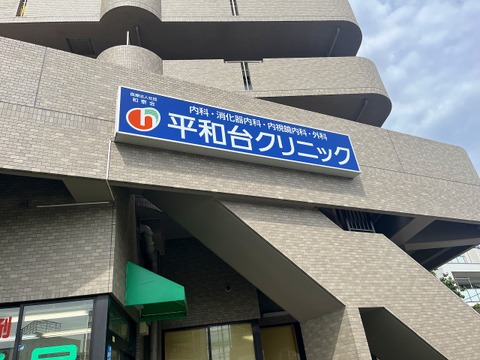 医療法人社団
和奏会
内科・消化器内科・内視鏡内科・外科
平和台クリニック